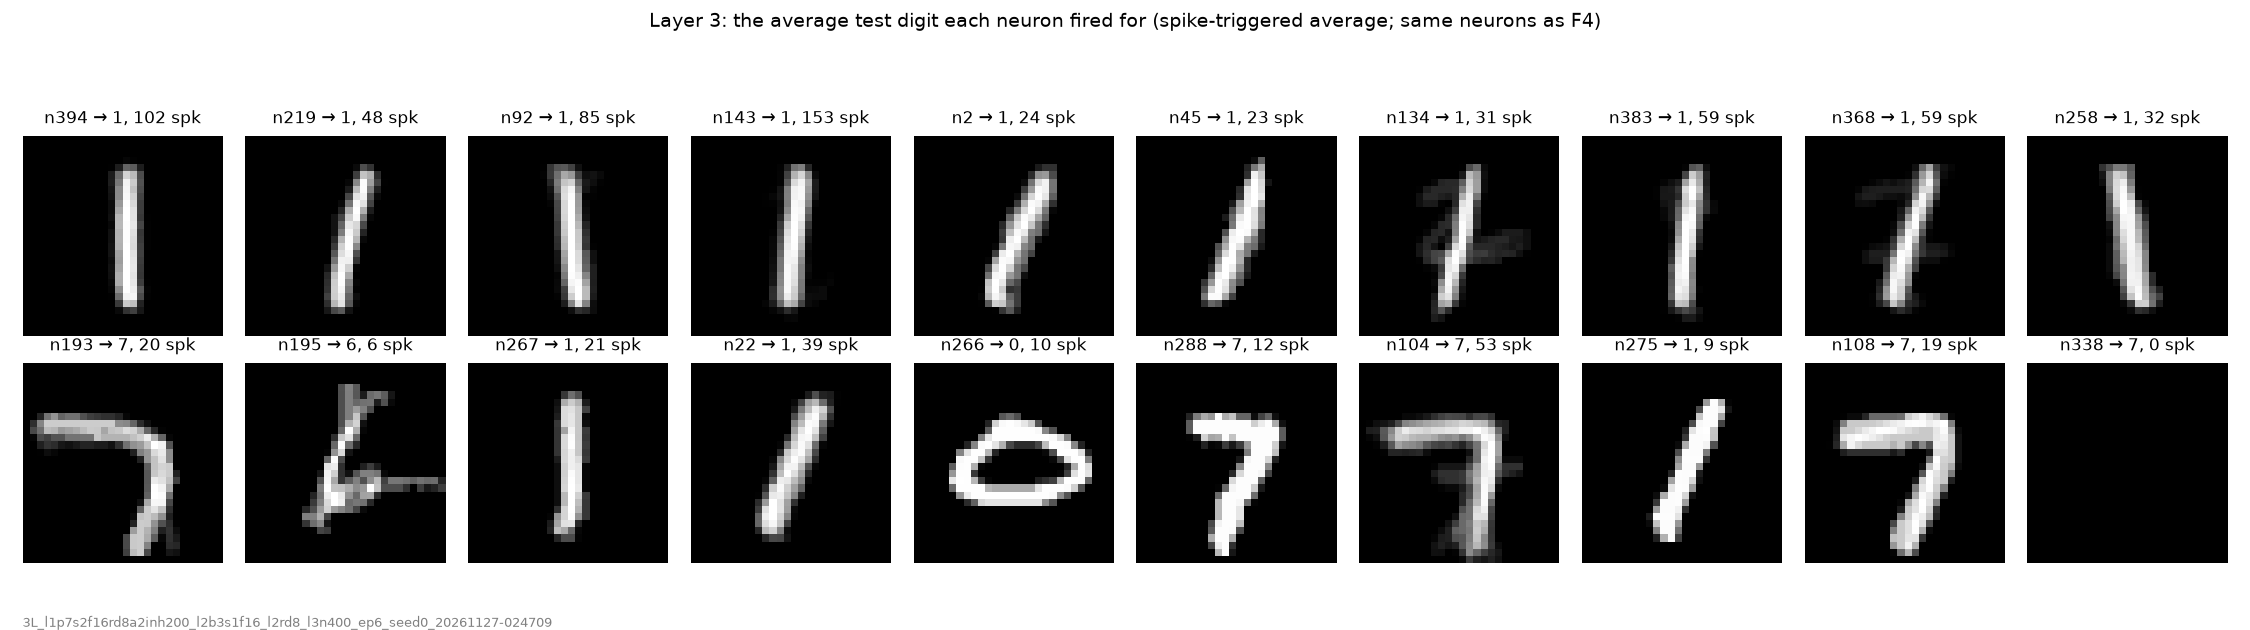 Layer 3: the average test digit each neuron fired for (spike-triggered average; same neurons as F4)
n394 → 1, 102 spk n219 → 1, 48 spk n92 → 1, 85 spk n143 → 1, 153 spk n2 → 1, 24 spk n45 → 1, 23 spk n134 → 1, 31 spk n383 → 1, 59 spk n368 → 1, 59 spk n258 → 1, 32 spk
n193 → 7, 20 spk n195 → 6, 6 spk n267 → 1, 21 spk n22 → 1, 39 spk n266 → 0, 10 spk n288 → 7, 12 spk n104 → 7, 53 spk n275 → 1, 9 spk n108 → 7, 19 spk n338 → 7, 0 spk
3L_l1p7s2f16rd8a2inh200_l2b3s1f16_l2rd8_l3n400_ep6_seed0_20261127-024709